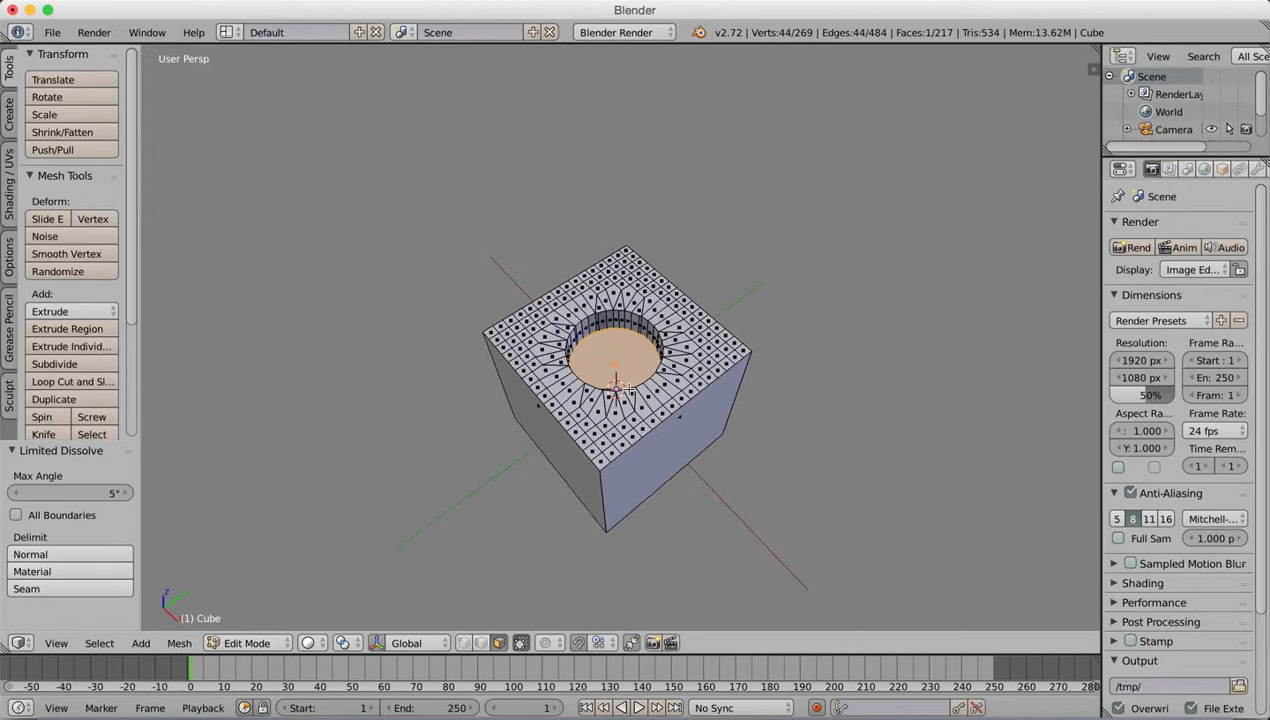 Blender
File Render Window Help Default Scene Blender Render v2.72 | Verts:44/269 | Edges:44/484 | Faces:1/217 | Tris:534 | Mem:13.62M | Cube
Tools
Create
Shading / UVs
Options
Grease Pencil
Sculpt
Transform
Translate
Rotate
Scale
Shrink/Fatten
Push/Pull
Mesh Tools
Deform:
Slide E Vertex
Noise
Smooth Vertex
Randomize
Add:
Extrude
Extrude Region
Extrude Individ...
Subdivide
Loop Cut and Sl...
Duplicate
Spin Screw
Knife Select
Limited Dissolve
Max Angle
5°
All Boundaries
Delimit
Normal
Material
Seam
User Persp
z
(1) Cube
View Select Add Mesh Edit Mode Global
-50 -40 -30 -20 -10 0 10 20 30 40 50 60 70 80 90 100 110 120 130 140 150 160 170 180 190 200 210 220 230 240 250 260 270 280
View Marker Frame Playback Start: 1 End: 250 1 No Sync
View Search All Sce
Scene
RenderLay
World
Camera
Scene
Render
Rend Anim Audio
Display: Image Ed...
Dimensions
Render Presets
Resolution: Frame Ra...
1920 px Start : 1
1080 px En: 250
50% Fram: 1
Aspect Ra... Frame Rate:
: 1.000 24 fps
Y: 1.000 Time Rem...
1 1
Anti-Aliasing
5 8 11 16 Mitchell-...
Full Sam 1.000 p
Sampled Motion Blur
Shading
Performance
Post Processing
Stamp
Output
/tmp/
Overwri File Exte